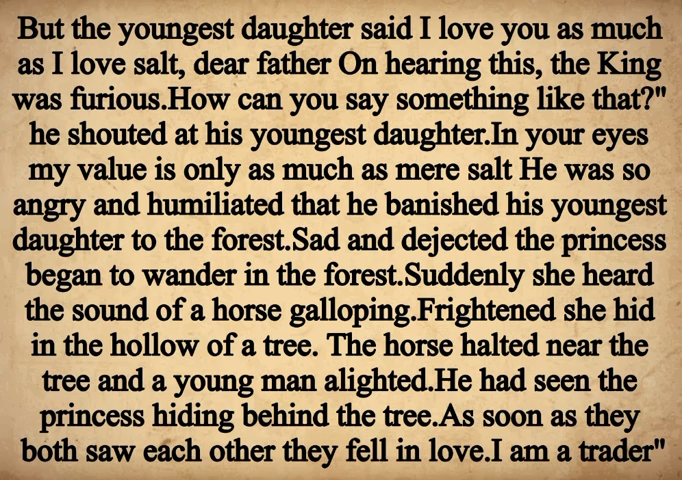 But the youngest daughter said I love you as much
as I love salt, dear father On hearing this, the King
was furious.How can you say something like that?"
he shouted at his youngest daughter.In your eyes
my value is only as much as mere salt He was so
angry and humiliated that he banished his youngest
daughter to the forest.Sad and dejected the princess
began to wander in the forest.Suddenly she heard
the sound of a horse galloping.Frightened she hid
in the hollow of a tree. The horse halted near the
tree and a young man alighted.He had seen the
princess hiding behind the tree.As soon as they
both saw each other they fell in love.I am a trader"